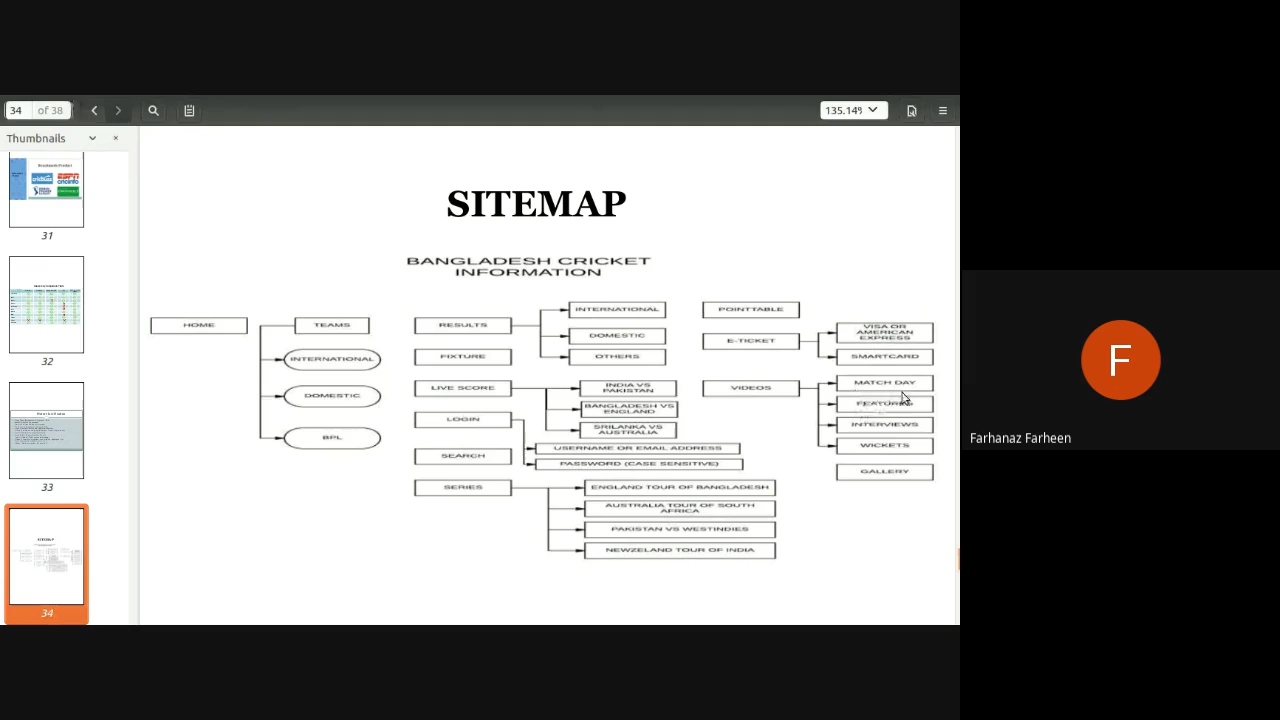 34 of 38
135.14%
Thumbnails
31
32
33
34
SITEMAP
BANGLADESH CRICKET
INFORMATION
HOME
TEAMS
INTERNATIONAL
DOMESTIC
BPL
RESULTS
INTERNATIONAL
DOMESTIC
OTHERS
FIXTURE
LIVE SCORE
INDIA VS
PAKISTAN
BANGLADESH VS
ENGLAND
SRILANKA VS
AUSTRALIA
LOGIN
USERNAME OR EMAIL ADDRESS
PASSWORD (CASE SENSITIVE)
SEARCH
SERIES
ENGLAND TOUR OF BANGLADESH
AUSTRALIA TOUR OF SOUTH
AFRICA
PAKISTAN VS WESTINDIES
NEWZELAND TOUR OF INDIA
POINTTABLE
E-TICKET
VISA OR
AMERICAN
EXPRESS
SMARTCARD
VIDEOS
MATCH DAY
FEATURES
INTERVIEWS
WICKETS
GALLERY
F
Farhanaz Farheen